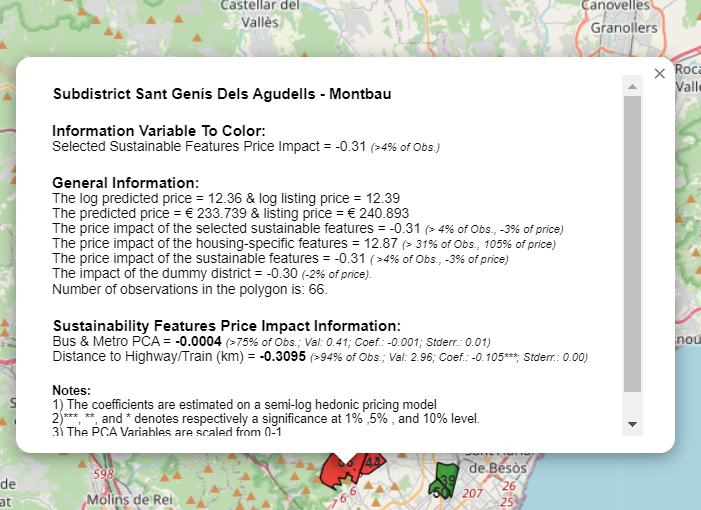 Castellar del
Vallès
Canovelles
Granollers
Roca
Valle
×
Subdistrict Sant Genís Dels Agudells - Montbau
Information Variable To Color:
Selected Sustainable Features Price Impact = -0.31 (>4% of Obs.)
General Information:
The log predicted price = 12.36 & log listing price = 12.39
The predicted price = € 233.739 & listing price = € 240.893
The price impact of the selected sustainable features = -0.31 (> 4% of Obs., -3% of price)
The price impact of the housing-specific features = 12.87 (> 31% of Obs., 105% of price)
The price impact of the sustainable features = -0.31 ( >4% of Obs., -3% of price)
The impact of the dummy district = -0.30 (-2% of price).
Number of observations in the polygon is: 66.
Sustainability Features Price Impact Information:
Bus & Metro PCA = -0.0004 (>75% of Obs.; Val: 0.41; Coef.: -0.001; Stderr.: 0.01)
Distance to Highway/Train (km) = -0.3095 (>94% of Obs.; Val: 2.96; Coef.: -0.105***; Stderr.: 0.00)
Notes:
1) The coefficients are estimated on a semi-log hedonic pricing model
2)***, **, and * denotes respectively a significance at 1% ,5% , and 10% level.
3) The PCA Variables are scaled from 0-1
nou
de Besòs
44
39
50
598
207
26
25
Molins de Rei